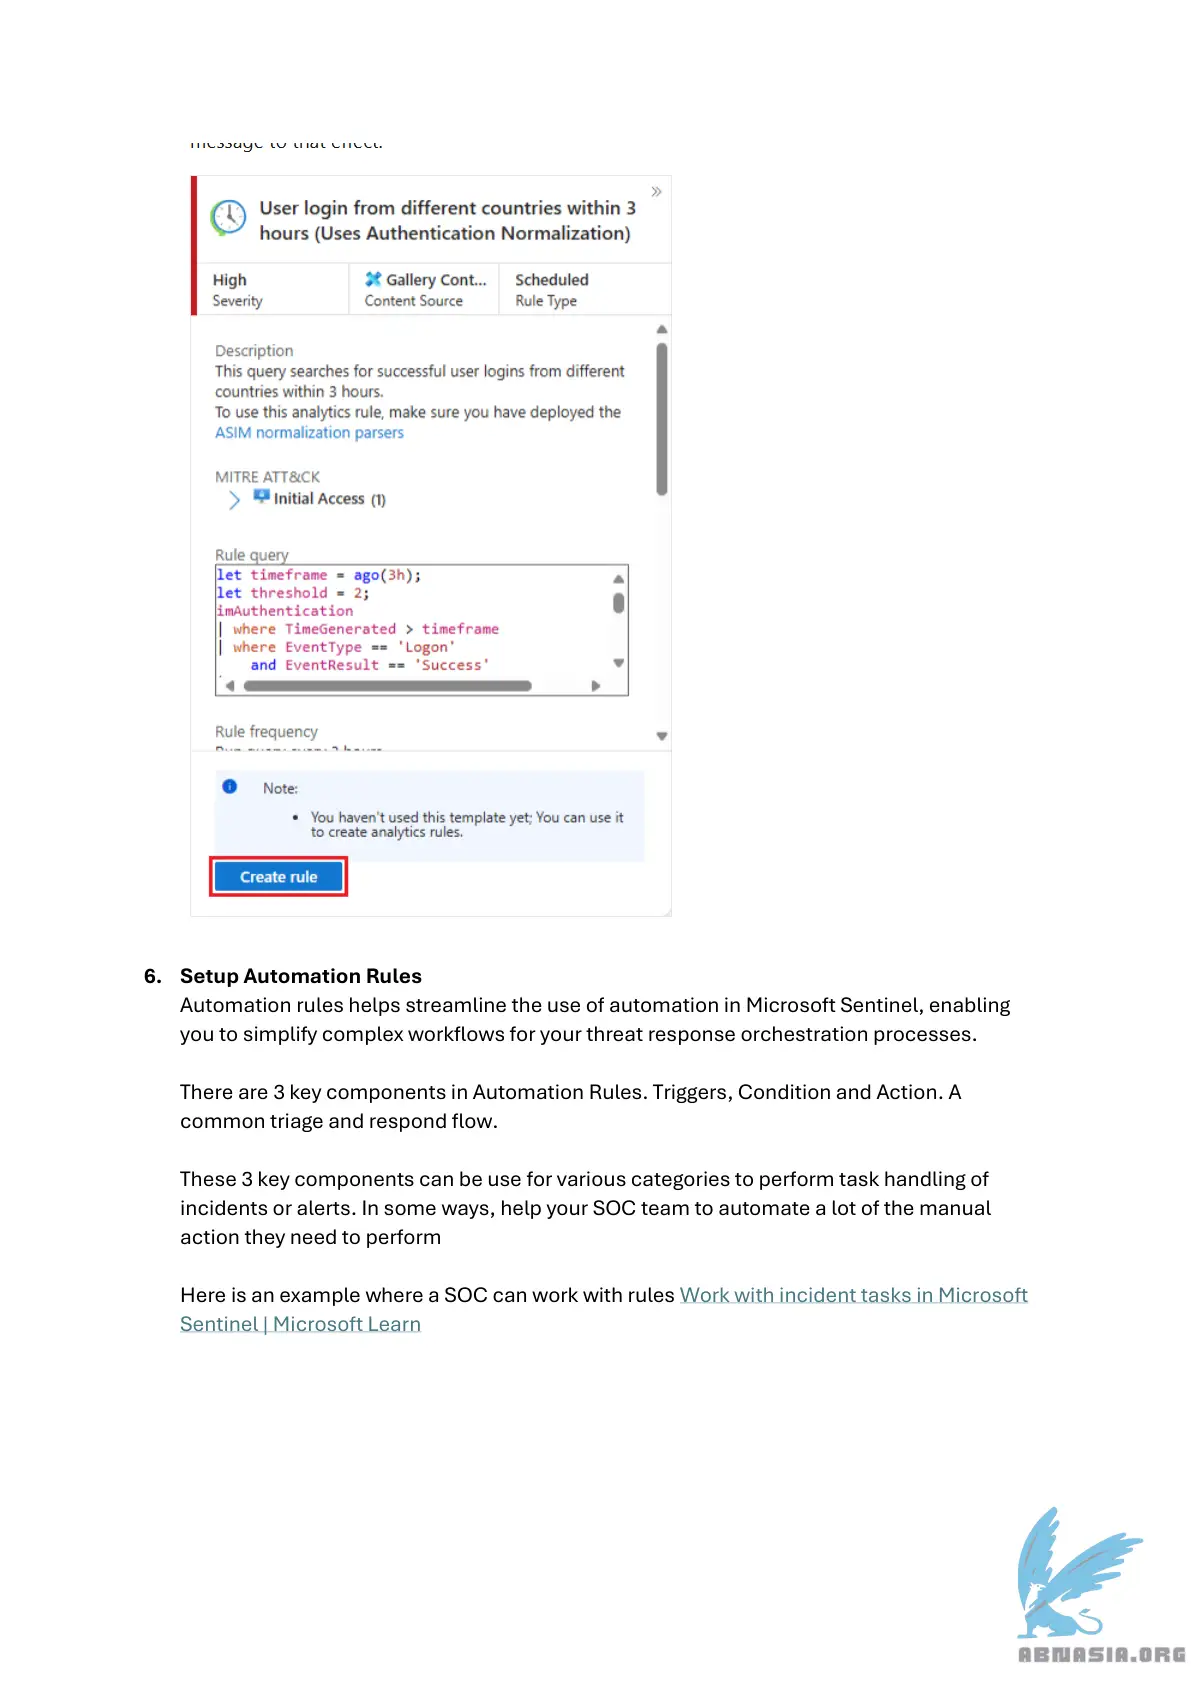 message to that effect.
User login from different countries within 3
hours (Uses Authentication Normalization)
High
Severity
Gallery Cont...
Content Source
Scheduled
Rule Type
Description
This query searches for successful user logins from different
countries within 3 hours.
To use this analytics rule, make sure you have deployed the
ASIM normalization parsers
MITRE ATT&CK
Initial Access (1)
Rule query
let timeframe = ago(3h);
let threshold = 2;
imAuthentication
| where TimeGenerated > timeframe
| where EventType == 'Logon'
and EventResult == 'Success'
Rule frequency
Run query every 3 hours
Note:
• You haven't used this template yet; You can use it
to create analytics rules.
Create rule
6. Setup Automation Rules
Automation rules helps streamline the use of automation in Microsoft Sentinel, enabling
you to simplify complex workflows for your threat response orchestration processes.
There are 3 key components in Automation Rules. Triggers, Condition and Action. A
common triage and respond flow.
These 3 key components can be use for various categories to perform task handling of
incidents or alerts. In some ways, help your SOC team to automate a lot of the manual
action they need to perform
Here is an example where a SOC can work with rules Work with incident tasks in Microsoft
Sentinel | Microsoft Learn
ABNASIA.ORG